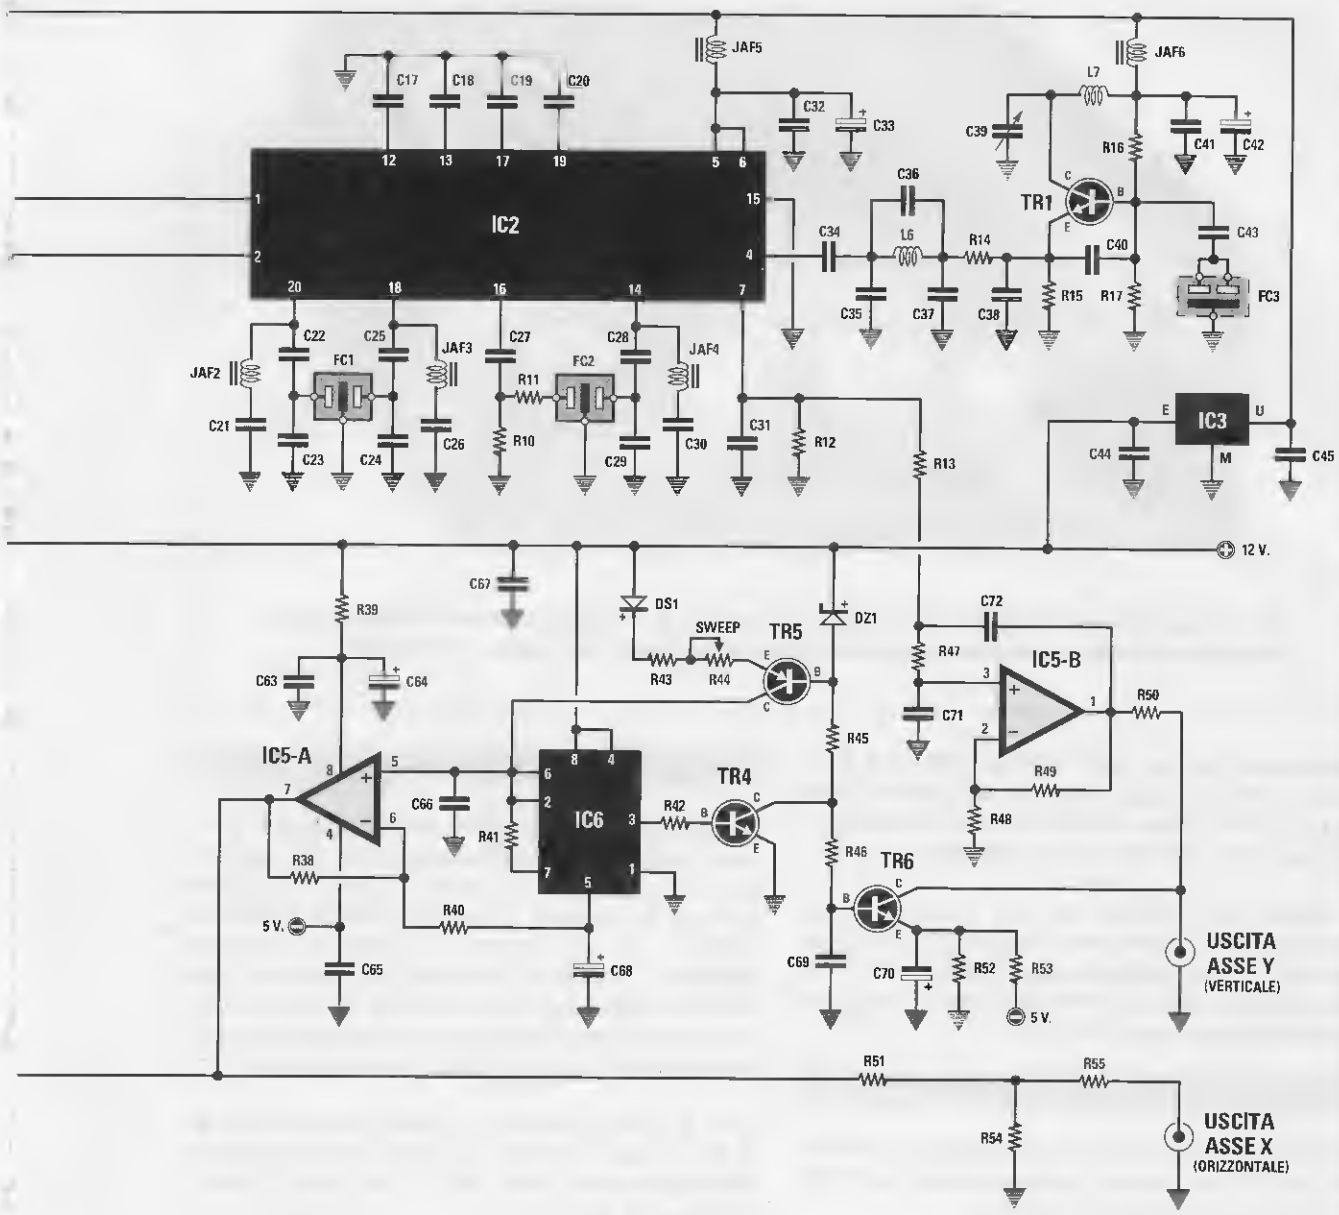 JAF5
JAF6
C17
C18
C19
C20
L7
C32
C33
C39
R16
C41
C42
12
13
17
19
5
6
C
B
E
TR1
C36
1
2
IC2
15
4
C34
L6
R14
C40
C43
20
18
16
14
7
C35
C37
C38
R15
R17
FC3
C22
C25
C27
C28
JAF2
FC1
JAF3
R11
FC2
JAF4
C21
C23
C24
C26
R10
C29
C30
C31
R12
R13
E
IC3
U
M
C44
C45
+ 12 V.
C67
R39
DS1
+
SWEEP
TR5
+
DZ1
C72
R43
R44
E
B
C
R47
IC5-B
C63
+
C64
3
+
1
R50
C71
2
−
IC5-A
R45
8
5
+
7
−
6
4
C66
8
4
6
2
IC6
3
R41
7
1
5
R42
TR4
B
C
E
R49
R48
R46
TR6
R38
C
B
E
5 V.
R40
C65
+
C68
C69
C70
+
R52
R53
5 V.
USCITA
ASSE Y
(VERTICALE)
R51
R55
R54
USCITA
ASSE X
(ORIZZONTALE)